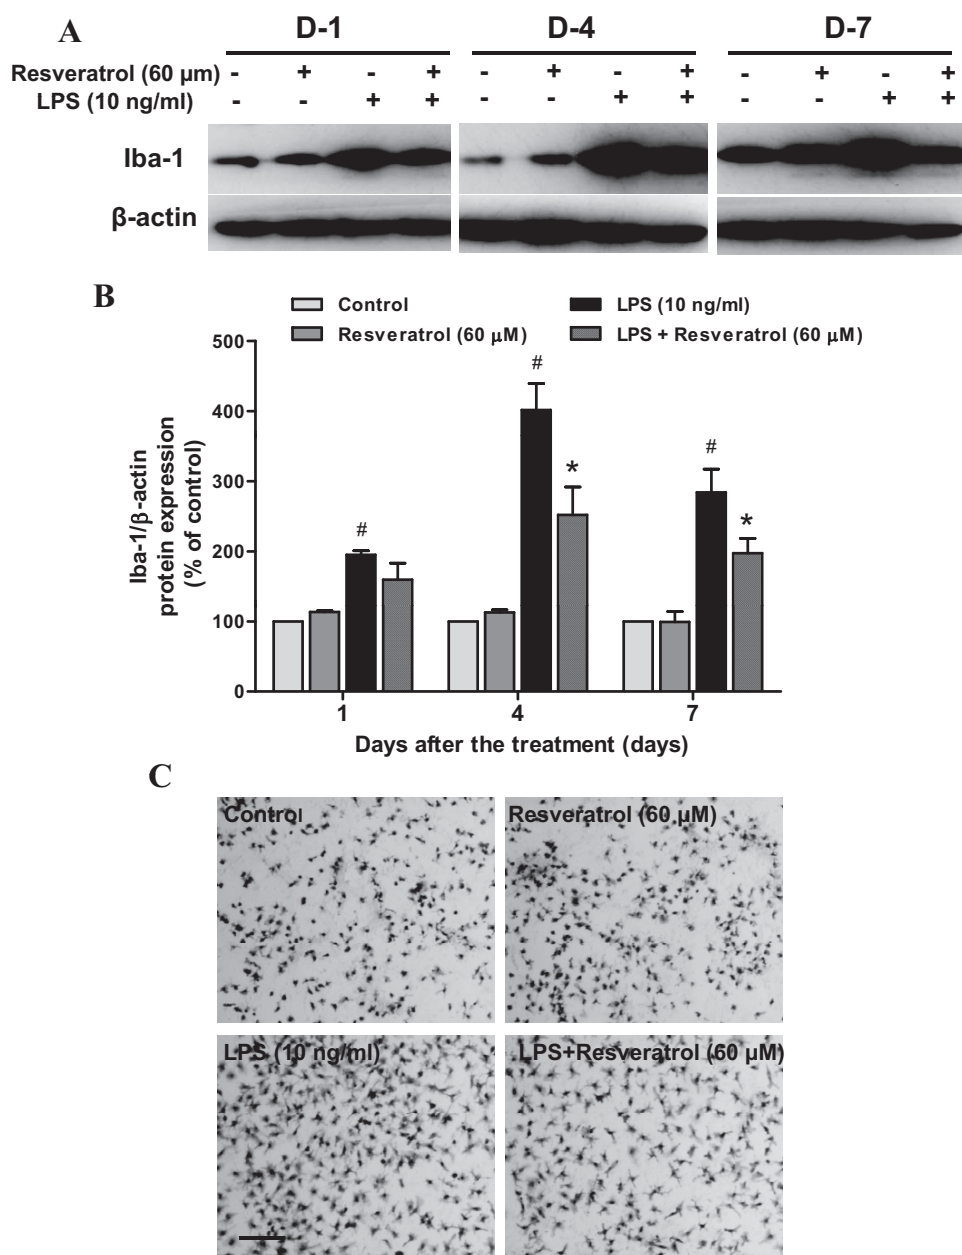 A
D-1 D-4 D-7
Resveratrol (60 µm) - + - + - + - + - + - +
LPS (10 ng/ml) - - + + - - + + - - + +
Iba-1
β-actin
B
Control LPS (10 ng/ml)
Resveratrol (60 µM) LPS + Resveratrol (60 µM)
Iba-1/β-actin
protein expression
(% of control)
500
400
300
200
100
0
#
#
*
#
*
1 4 7
Days after the treatment (days)
C
Control Resveratrol (60 µM)
LPS (10 ng/ml) LPS+Resveratrol (60 µM)